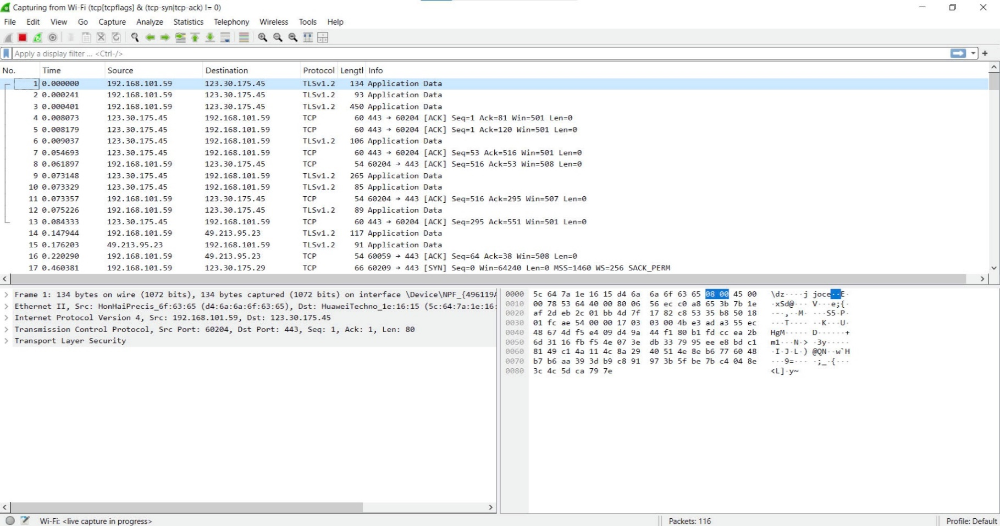 Capturing from Wi-Fi (tcp[tcpflags] & (tcp-syn|tcp-ack) != 0)
File Edit View Go Capture Analyze Statistics Telephony Wireless Tools Help
Apply a display filter ... <Ctrl-/>
No. Time Source Destination Protocol Length Info
1 0.000000 192.168.101.59 123.30.175.45 TLSv1.2 134 Application Data
2 0.000241 192.168.101.59 123.30.175.45 TLSv1.2 93 Application Data
3 0.000401 192.168.101.59 123.30.175.45 TLSv1.2 450 Application Data
4 0.008073 123.30.175.45 192.168.101.59 TCP 60 443 → 60204 [ACK] Seq=1 Ack=81 Win=501 Len=0
5 0.008179 123.30.175.45 192.168.101.59 TCP 60 443 → 60204 [ACK] Seq=1 Ack=120 Win=501 Len=0
6 0.009037 123.30.175.45 192.168.101.59 TLSv1.2 106 Application Data
7 0.054693 123.30.175.45 192.168.101.59 TCP 60 443 → 60204 [ACK] Seq=53 Ack=516 Win=501 Len=0
8 0.061897 192.168.101.59 123.30.175.45 TCP 54 60204 → 443 [ACK] Seq=516 Ack=53 Win=508 Len=0
9 0.073148 123.30.175.45 192.168.101.59 TLSv1.2 265 Application Data
10 0.073329 123.30.175.45 192.168.101.59 TLSv1.2 85 Application Data
11 0.073357 192.168.101.59 123.30.175.45 TCP 54 60204 → 443 [ACK] Seq=516 Ack=295 Win=507 Len=0
12 0.075226 192.168.101.59 123.30.175.45 TLSv1.2 89 Application Data
13 0.084333 123.30.175.45 192.168.101.59 TCP 60 443 → 60204 [ACK] Seq=295 Ack=551 Win=501 Len=0
14 0.147944 192.168.101.59 49.213.95.23 TLSv1.2 117 Application Data
15 0.176203 49.213.95.23 192.168.101.59 TLSv1.2 91 Application Data
16 0.220290 192.168.101.59 49.213.95.23 TCP 54 60059 → 443 [ACK] Seq=64 Ack=38 Win=508 Len=0
17 0.460381 192.168.101.59 123.30.175.29 TCP 66 60209 → 443 [SYN] Seq=0 Win=64240 Len=0 MSS=1460 WS=256 SACK_PERM
Frame 1: 134 bytes on wire (1072 bits), 134 bytes captured (1072 bits) on interface \Device\NPF_{496119A
Ethernet II, Src: HonHaiPrecis_6f:63:65 (d4:6a:6a:6f:63:65), Dst: HuaweiTechno_1e:16:15 (5c:64:7a:1e:16:
Internet Protocol Version 4, Src: 192.168.101.59, Dst: 123.30.175.45
Transmission Control Protocol, Src Port: 60204, Dst Port: 443, Seq: 1, Ack: 1, Len: 80
Transport Layer Security
0000 5c 64 7a 1e 16 15 d4 6a 6a 6f 63 65 08 00 45 00 \dz····j joce··E·
0010 00 78 53 64 40 00 80 06 56 ec c0 a8 65 3b 7b 1e ·xSd@··· V···e;{·
0020 af 2d eb 2c 01 bb 4d 7f 17 82 c8 53 35 b8 50 18 ·-·,··M· ···S5·P·
0030 01 fc ae 54 00 00 17 03 03 00 4b e3 ad a3 55 ec ···T···· ··K···U·
0040 48 67 4d f5 e4 09 d4 9a 44 f1 80 b1 fd cc ea 2b HgM····· D······+
0050 6d 31 16 fb f5 4e 07 3e db 33 79 95 ee e8 bd c1 m1···N·> ·3y·····
0060 81 49 c1 4a 11 4c 8a 29 40 51 4e 8e b6 77 60 48 ·I·J·L·) @QN··w`H
0070 b7 b6 aa 39 3d b9 c8 91 97 3b 5f be 7b c4 04 8e ···9=··· ·;_·{···
0080 3c 4c 5d ca 79 7e <L]·y~
Wi-Fi: <live capture in progress> Packets: 116 Profile: Default